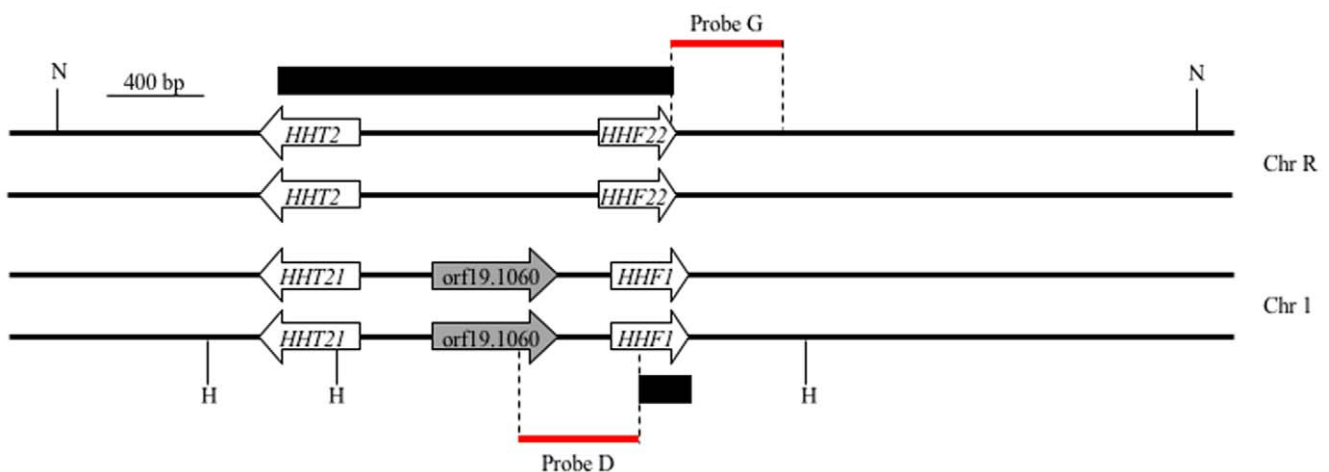 Probe G
N
400 bp
N
HHT2
HHF22
Chr R
HHT2
HHF22
HHT21
orf19.1060
HHF1
Chr 1
HHT21
orf19.1060
HHF1
H
H
H
Probe D